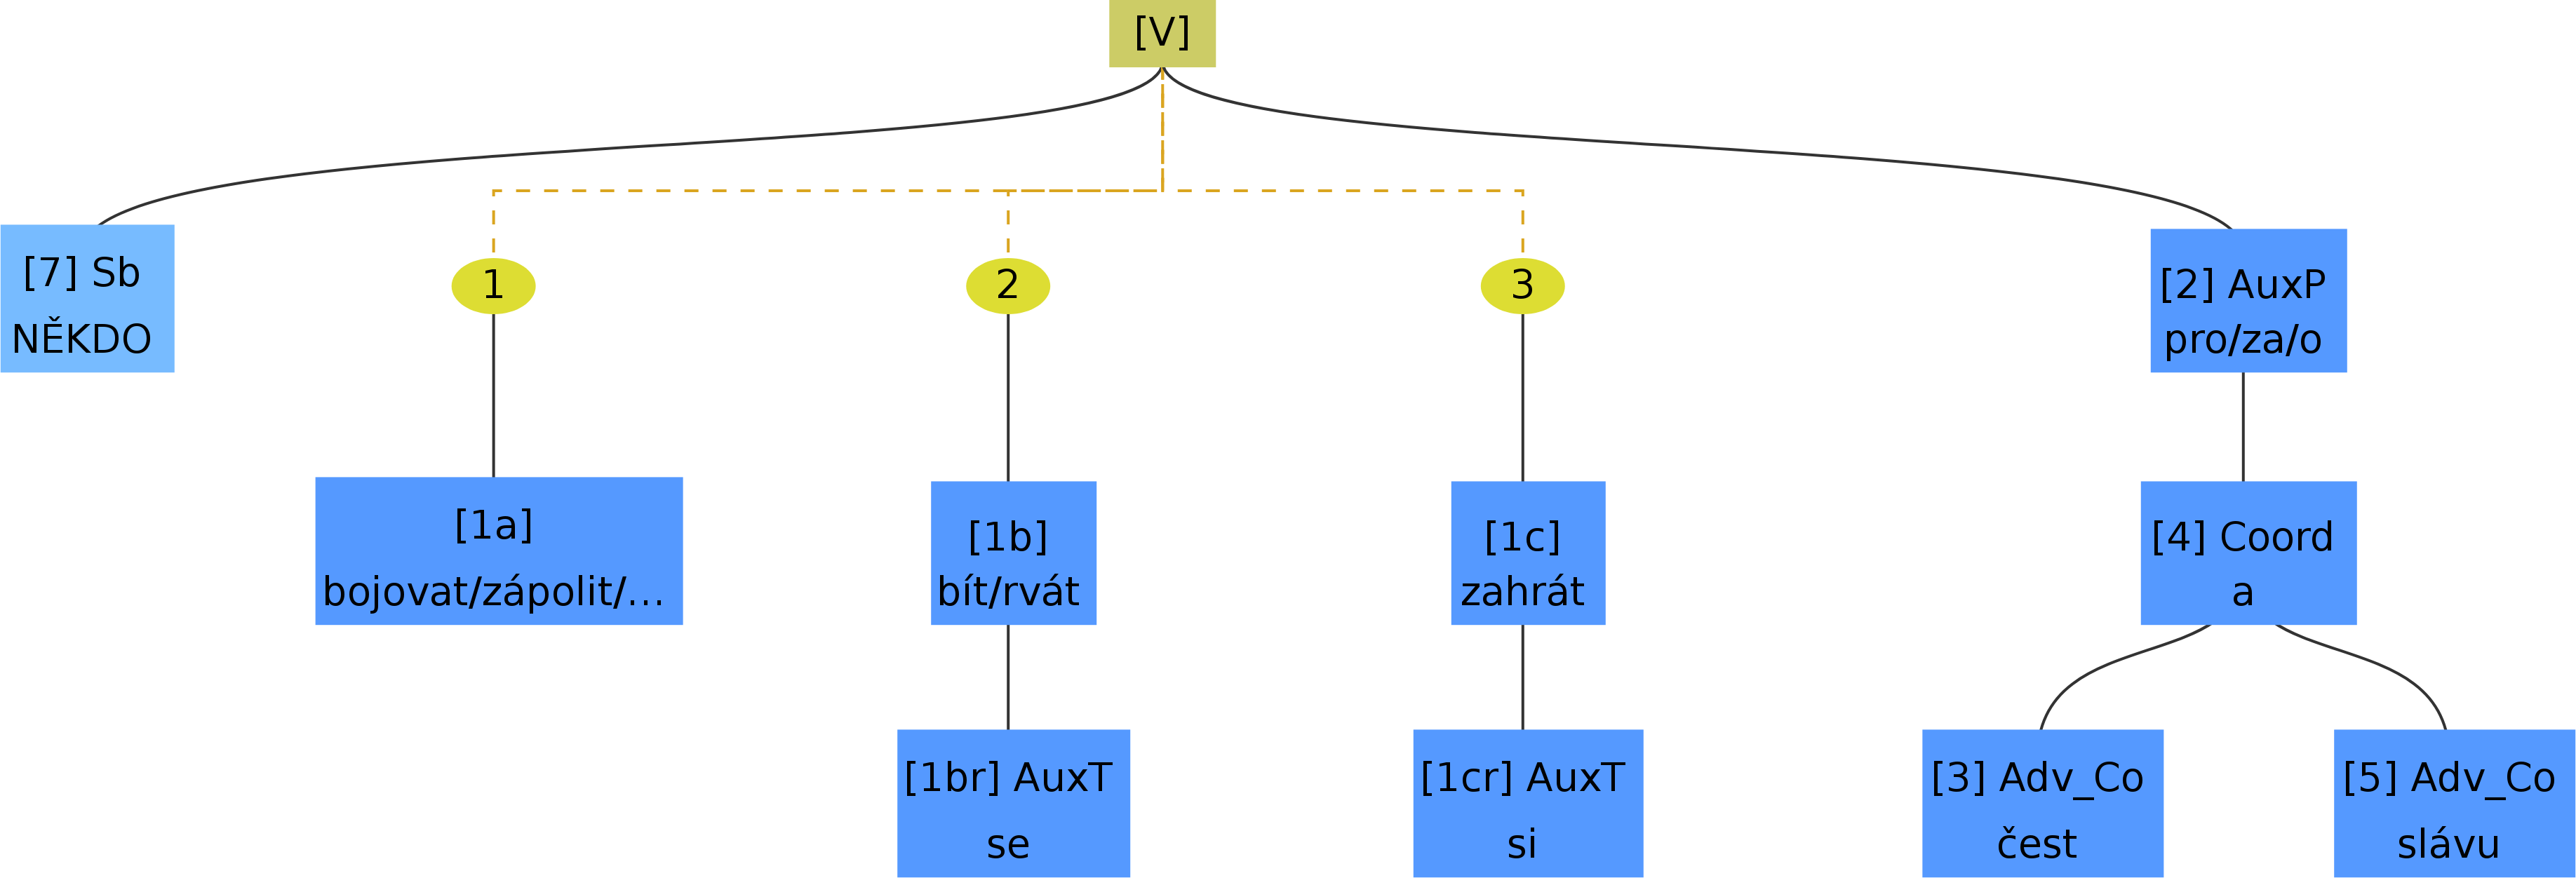 [V]
[7] Sb
NĚKDO
1
2
3
[2] AuxP
pro/za/o
[1a]
bojovat/zápolit/...
[1b]
bít/rvát
[1c]
zahrát
[4] Coord
a
[1br] AuxT
se
[1cr] AuxT
si
[3] Adv_Co
čest
[5] Adv_Co
slávu